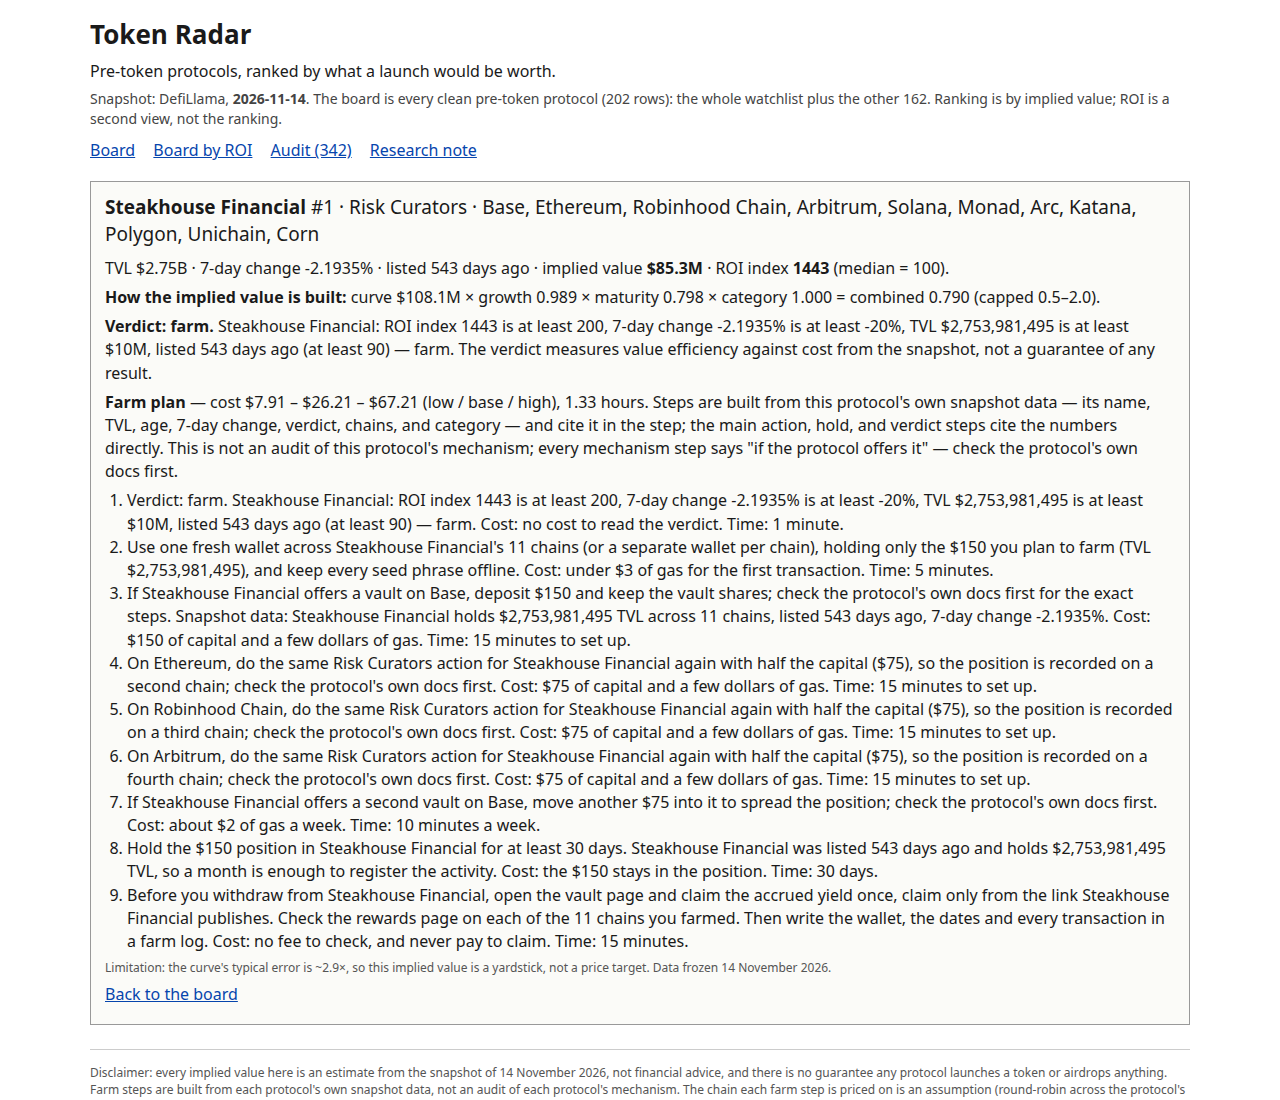 Token Radar
Pre-token protocols, ranked by what a launch would be worth.
Snapshot: DefiLlama, 2026-11-14. The board is every clean pre-token protocol (202 rows): the whole watchlist plus the other 162. Ranking is by implied value; ROI is a
second view, not the ranking.
Board Board by ROI Audit (342) Research note
Steakhouse Financial #1 · Risk Curators · Base, Ethereum, Robinhood Chain, Arbitrum, Solana, Monad, Arc, Katana,
Polygon, Unichain, Corn
TVL $2.75B · 7-day change -2.1935% · listed 543 days ago · implied value $85.3M · ROI index 1443 (median = 100).
How the implied value is built: curve $108.1M × growth 0.989 × maturity 0.798 × category 1.000 = combined 0.790 (capped 0.5–2.0).
Verdict: farm. Steakhouse Financial: ROI index 1443 is at least 200, 7-day change -2.1935% is at least -20%, TVL $2,753,981,495 is at least
$10M, listed 543 days ago (at least 90) — farm. The verdict measures value efficiency against cost from the snapshot, not a guarantee of any
result.
Farm plan — cost $7.91 – $26.21 – $67.21 (low / base / high), 1.33 hours. Steps are built from this protocol's own snapshot data — its name,
TVL, age, 7-day change, verdict, chains, and category — and cite it in the step; the main action, hold, and verdict steps cite the numbers
directly. This is not an audit of this protocol's mechanism; every mechanism step says "if the protocol offers it" — check the protocol's own
docs first.
1. Verdict: farm. Steakhouse Financial: ROI index 1443 is at least 200, 7-day change -2.1935% is at least -20%, TVL $2,753,981,495 is at least
$10M, listed 543 days ago (at least 90) — farm. Cost: no cost to read the verdict. Time: 1 minute.
2. Use one fresh wallet across Steakhouse Financial's 11 chains (or a separate wallet per chain), holding only the $150 you plan to farm (TVL
$2,753,981,495), and keep every seed phrase offline. Cost: under $3 of gas for the first transaction. Time: 5 minutes.
3. If Steakhouse Financial offers a vault on Base, deposit $150 and keep the vault shares; check the protocol's own docs first for the exact
steps. Snapshot data: Steakhouse Financial holds $2,753,981,495 TVL across 11 chains, listed 543 days ago, 7-day change -2.1935%. Cost:
$150 of capital and a few dollars of gas. Time: 15 minutes to set up.
4. On Ethereum, do the same Risk Curators action for Steakhouse Financial again with half the capital ($75), so the position is recorded on a
second chain; check the protocol's own docs first. Cost: $75 of capital and a few dollars of gas. Time: 15 minutes to set up.
5. On Robinhood Chain, do the same Risk Curators action for Steakhouse Financial again with half the capital ($75), so the position is recorded
on a third chain; check the protocol's own docs first. Cost: $75 of capital and a few dollars of gas. Time: 15 minutes to set up.
6. On Arbitrum, do the same Risk Curators action for Steakhouse Financial again with half the capital ($75), so the position is recorded on a
fourth chain; check the protocol's own docs first. Cost: $75 of capital and a few dollars of gas. Time: 15 minutes to set up.
7. If Steakhouse Financial offers a second vault on Base, move another $75 into it to spread the position; check the protocol's own docs first.
Cost: about $2 of gas a week. Time: 10 minutes a week.
8. Hold the $150 position in Steakhouse Financial for at least 30 days. Steakhouse Financial was listed 543 days ago and holds $2,753,981,495
TVL, so a month is enough to register the activity. Cost: the $150 stays in the position. Time: 30 days.
9. Before you withdraw from Steakhouse Financial, open the vault page and claim the accrued yield once, claim only from the link Steakhouse
Financial publishes. Check the rewards page on each of the 11 chains you farmed. Then write the wallet, the dates and every transaction in
a farm log. Cost: no fee to check, and never pay to claim. Time: 15 minutes.
Limitation: the curve's typical error is ~2.9×, so this implied value is a yardstick, not a price target. Data frozen 14 November 2026.
Back to the board
Disclaimer: every implied value here is an estimate from the snapshot of 14 November 2026, not financial advice, and there is no guarantee any protocol launches a token or airdrops anything.
Farm steps are built from each protocol's own snapshot data, not an audit of each protocol's mechanism. The chain each farm step is priced on is an assumption (round-robin across the protocol's